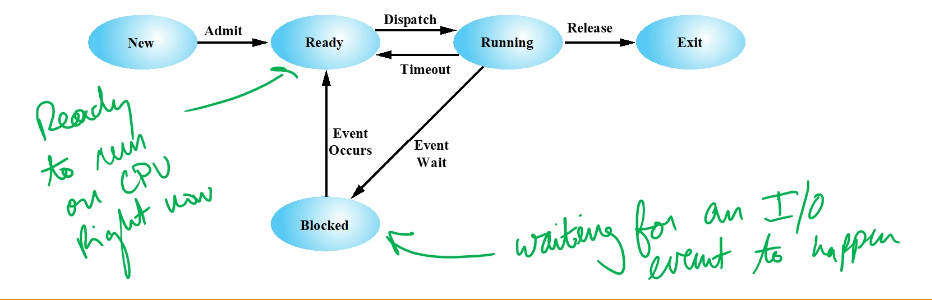 New
Admit
Ready
Dispatch
Timeout
Running
Release
Exit
Event
Occurs
Event
Wait
Blocked
Ready
to run
on CPU
right now
waiting for an I/O
event to happen